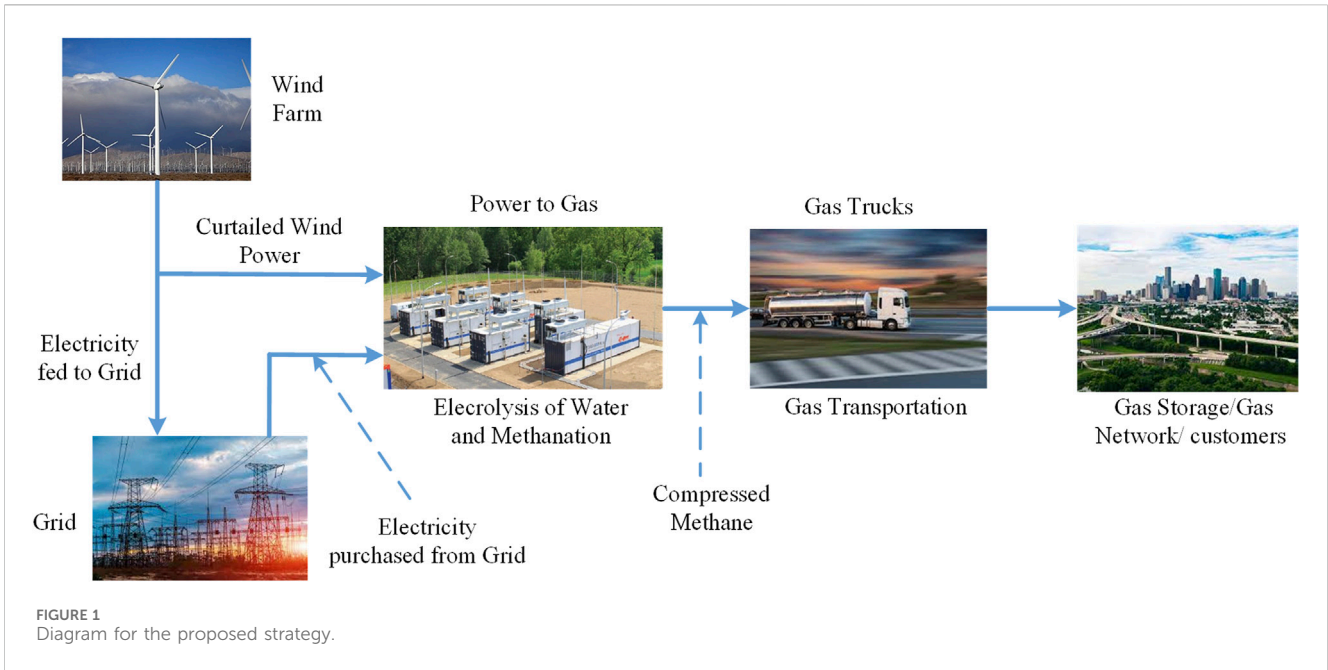 Wind
Farm
Power to Gas
Gas Trucks
Curtailed Wind
Power
Electricity
fed to Grid
Elecrolysis of Water
and Methanation
Gas Transportation
Gas Storage/Gas
Network/ customers
Grid
Compressed
Methane
Electricity
purchased from Grid
FIGURE 1
Diagram for the proposed strategy.